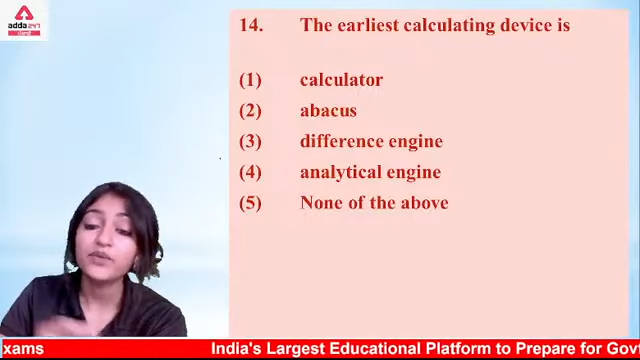 adda247
ਪੰਜਾਬੀ
14. The earliest calculating device is
(1) calculator
(2) abacus
(3) difference engine
(4) analytical engine
(5) None of the above
xams India's Largest Educational Platform to Prepare for Gov